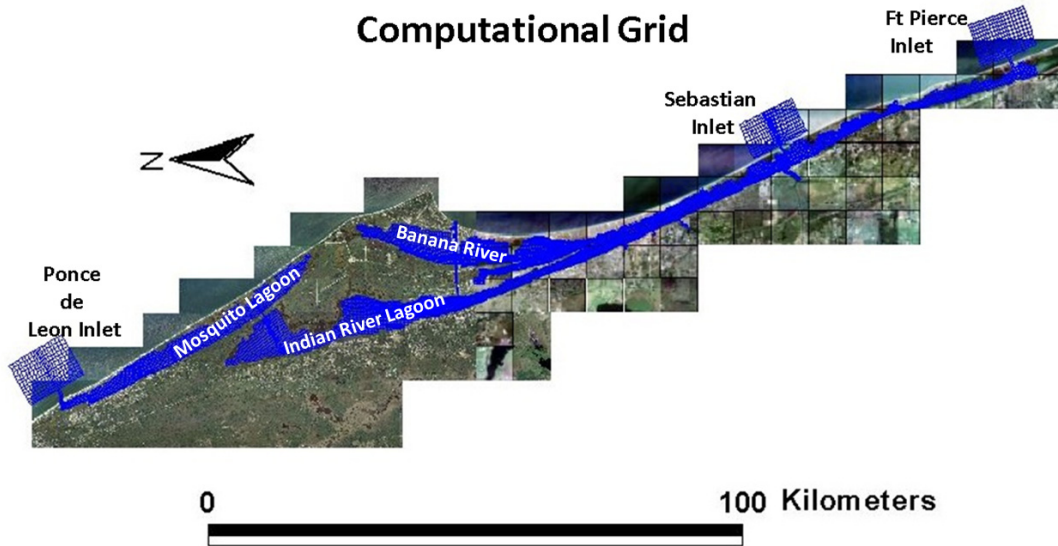 Computational Grid
Ft Pierce
Inlet
Sebastian
Inlet
N
Banana River
Ponce
de
Leon Inlet
Mosquito Lagoon
Indian River Lagoon
0
100 Kilometers